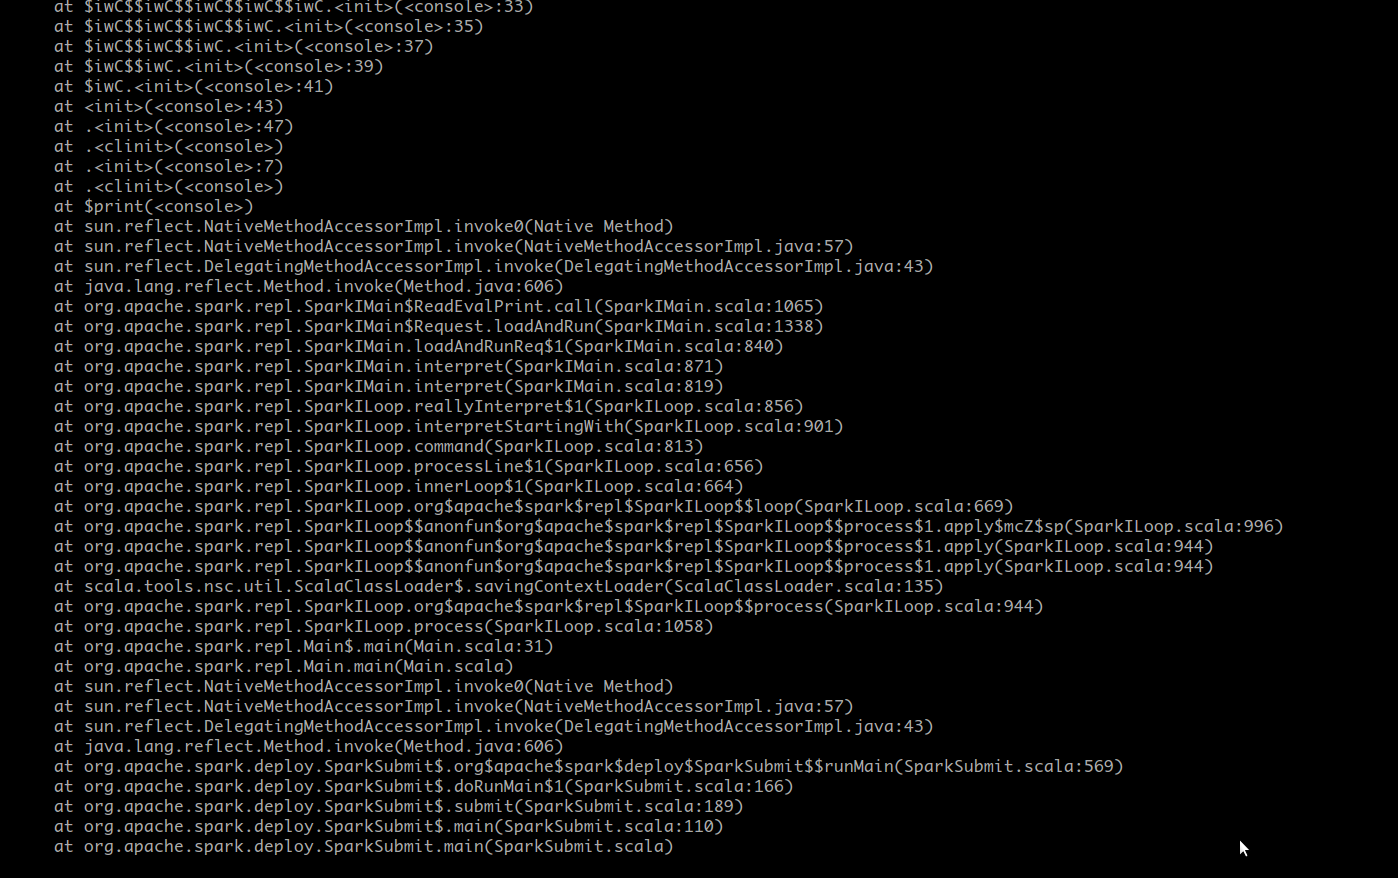 at $iwC$$iwC$$iwC$$iwC$$iwC.<init>(<console>:33)
at $iwC$$iwC$$iwC$$iwC.<init>(<console>:35)
at $iwC$$iwC$$iwC.<init>(<console>:37)
at $iwC$$iwC.<init>(<console>:39)
at $iwC.<init>(<console>:41)
at <init>(<console>:43)
at .<init>(<console>:47)
at .<clinit>(<console>)
at .<init>(<console>:7)
at .<clinit>(<console>)
at $print(<console>)
at sun.reflect.NativeMethodAccessorImpl.invoke0(Native Method)
at sun.reflect.NativeMethodAccessorImpl.invoke(NativeMethodAccessorImpl.java:57)
at sun.reflect.DelegatingMethodAccessorImpl.invoke(DelegatingMethodAccessorImpl.java:43)
at java.lang.reflect.Method.invoke(Method.java:606)
at org.apache.spark.repl.SparkIMain$ReadEvalPrint.call(SparkIMain.scala:1065)
at org.apache.spark.repl.SparkIMain$Request.loadAndRun(SparkIMain.scala:1338)
at org.apache.spark.repl.SparkIMain.loadAndRunReq$1(SparkIMain.scala:840)
at org.apache.spark.repl.SparkIMain.interpret(SparkIMain.scala:871)
at org.apache.spark.repl.SparkIMain.interpret(SparkIMain.scala:819)
at org.apache.spark.repl.SparkILoop.reallyInterpret$1(SparkILoop.scala:856)
at org.apache.spark.repl.SparkILoop.interpretStartingWith(SparkILoop.scala:901)
at org.apache.spark.repl.SparkILoop.command(SparkILoop.scala:813)
at org.apache.spark.repl.SparkILoop.processLine$1(SparkILoop.scala:656)
at org.apache.spark.repl.SparkILoop.innerLoop$1(SparkILoop.scala:664)
at org.apache.spark.repl.SparkILoop.org$apache$spark$repl$SparkILoop$$loop(SparkILoop.scala:669)
at org.apache.spark.repl.SparkILoop$$anonfun$org$apache$spark$repl$SparkILoop$$process$1.apply$mcZ$sp(SparkILoop.scala:996)
at org.apache.spark.repl.SparkILoop$$anonfun$org$apache$spark$repl$SparkILoop$$process$1.apply(SparkILoop.scala:944)
at org.apache.spark.repl.SparkILoop$$anonfun$org$apache$spark$repl$SparkILoop$$process$1.apply(SparkILoop.scala:944)
at scala.tools.nsc.util.ScalaClassLoader$.savingContextLoader(ScalaClassLoader.scala:135)
at org.apache.spark.repl.SparkILoop.org$apache$spark$repl$SparkILoop$$process(SparkILoop.scala:944)
at org.apache.spark.repl.SparkILoop.process(SparkILoop.scala:1058)
at org.apache.spark.repl.Main$.main(Main.scala:31)
at org.apache.spark.repl.Main.main(Main.scala)
at sun.reflect.NativeMethodAccessorImpl.invoke0(Native Method)
at sun.reflect.NativeMethodAccessorImpl.invoke(NativeMethodAccessorImpl.java:57)
at sun.reflect.DelegatingMethodAccessorImpl.invoke(DelegatingMethodAccessorImpl.java:43)
at java.lang.reflect.Method.invoke(Method.java:606)
at org.apache.spark.deploy.SparkSubmit$.org$apache$spark$deploy$SparkSubmit$$runMain(SparkSubmit.scala:569)
at org.apache.spark.deploy.SparkSubmit$.doRunMain$1(SparkSubmit.scala:166)
at org.apache.spark.deploy.SparkSubmit$.submit(SparkSubmit.scala:189)
at org.apache.spark.deploy.SparkSubmit$.main(SparkSubmit.scala:110)
at org.apache.spark.deploy.SparkSubmit.main(SparkSubmit.scala)